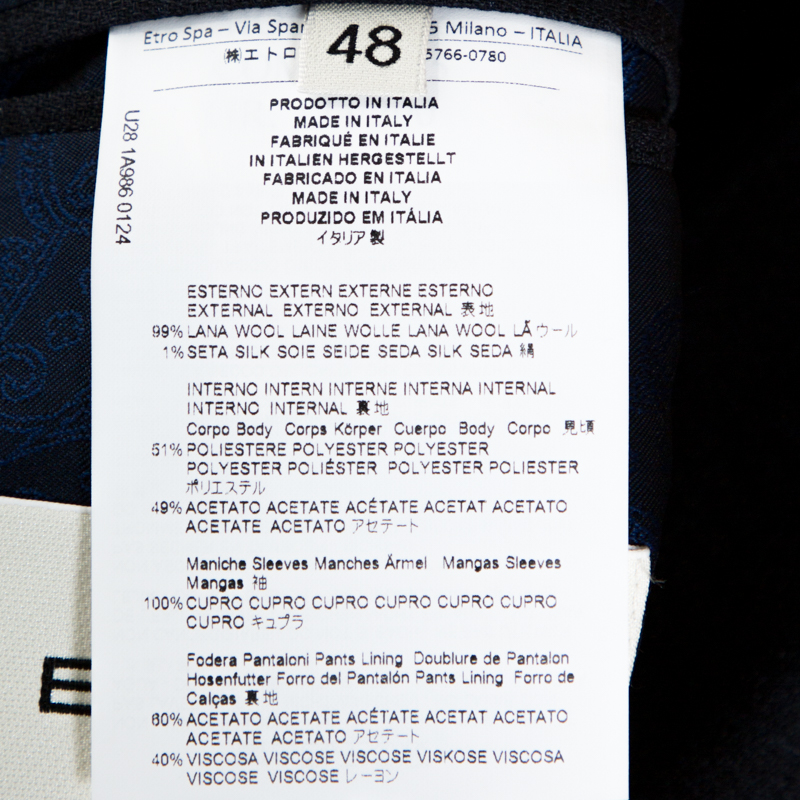 Etro Spa – Via Spar
5 Milano – ITALIA
48
㈱エトロ
5766-0780
U28 1A986 0124
PRODOTTO IN ITALIA
MADE IN ITALY
FABRIQUÉ EN ITALIE
IN ITALIEN HERGESTELLT
FABRICADO EN ITALIA
MADE IN ITALY
PRODUZIDO EM ITÁLIA
イタリア製
ESTERNO EXTERN EXTERNE ESTERNO
EXTERNAL EXTERNO EXTERNAL 表地
99% LANA WOOL LAINE WOLLE LANA WOOL LÃ ウール
1% SETA SILK SOIE SEIDE SEDA SILK SEDA 絹
INTERNO INTERN INTERNE INTERNA INTERNAL
INTERNO INTERNAL 裏地
Corpo Body Corps Körper Cuerpo Body Corpo 見頃
51% POLIESTERE POLYESTER POLYESTER
POLYESTER POLIÉSTER POLYESTER POLIESTER
ポリエステル
49% ACETATO ACETATE ACÉTATE ACETAT ACETATO
ACETATE ACETATO アセテート
Maniche Sleeves Manches Ärmel Mangas Sleeves
Mangas 袖
100% CUPRO CUPRO CUPRO CUPRO CUPRO CUPRO
CUPRO キュプラ
Fodera Pantaloni Pants Lining Doublure de Pantalon
Hosenfutter Forro del Pantalón Pants Lining Forro de
Calças 裏地
60% ACETATO ACETATE ACÉTATE ACETAT ACETATO
ACETATE ACETATO アセテート
40% VISCOSA VISCOSE VISCOSE VISKOSE VISCOSA
VISCOSE VISCOSE レーヨン
E